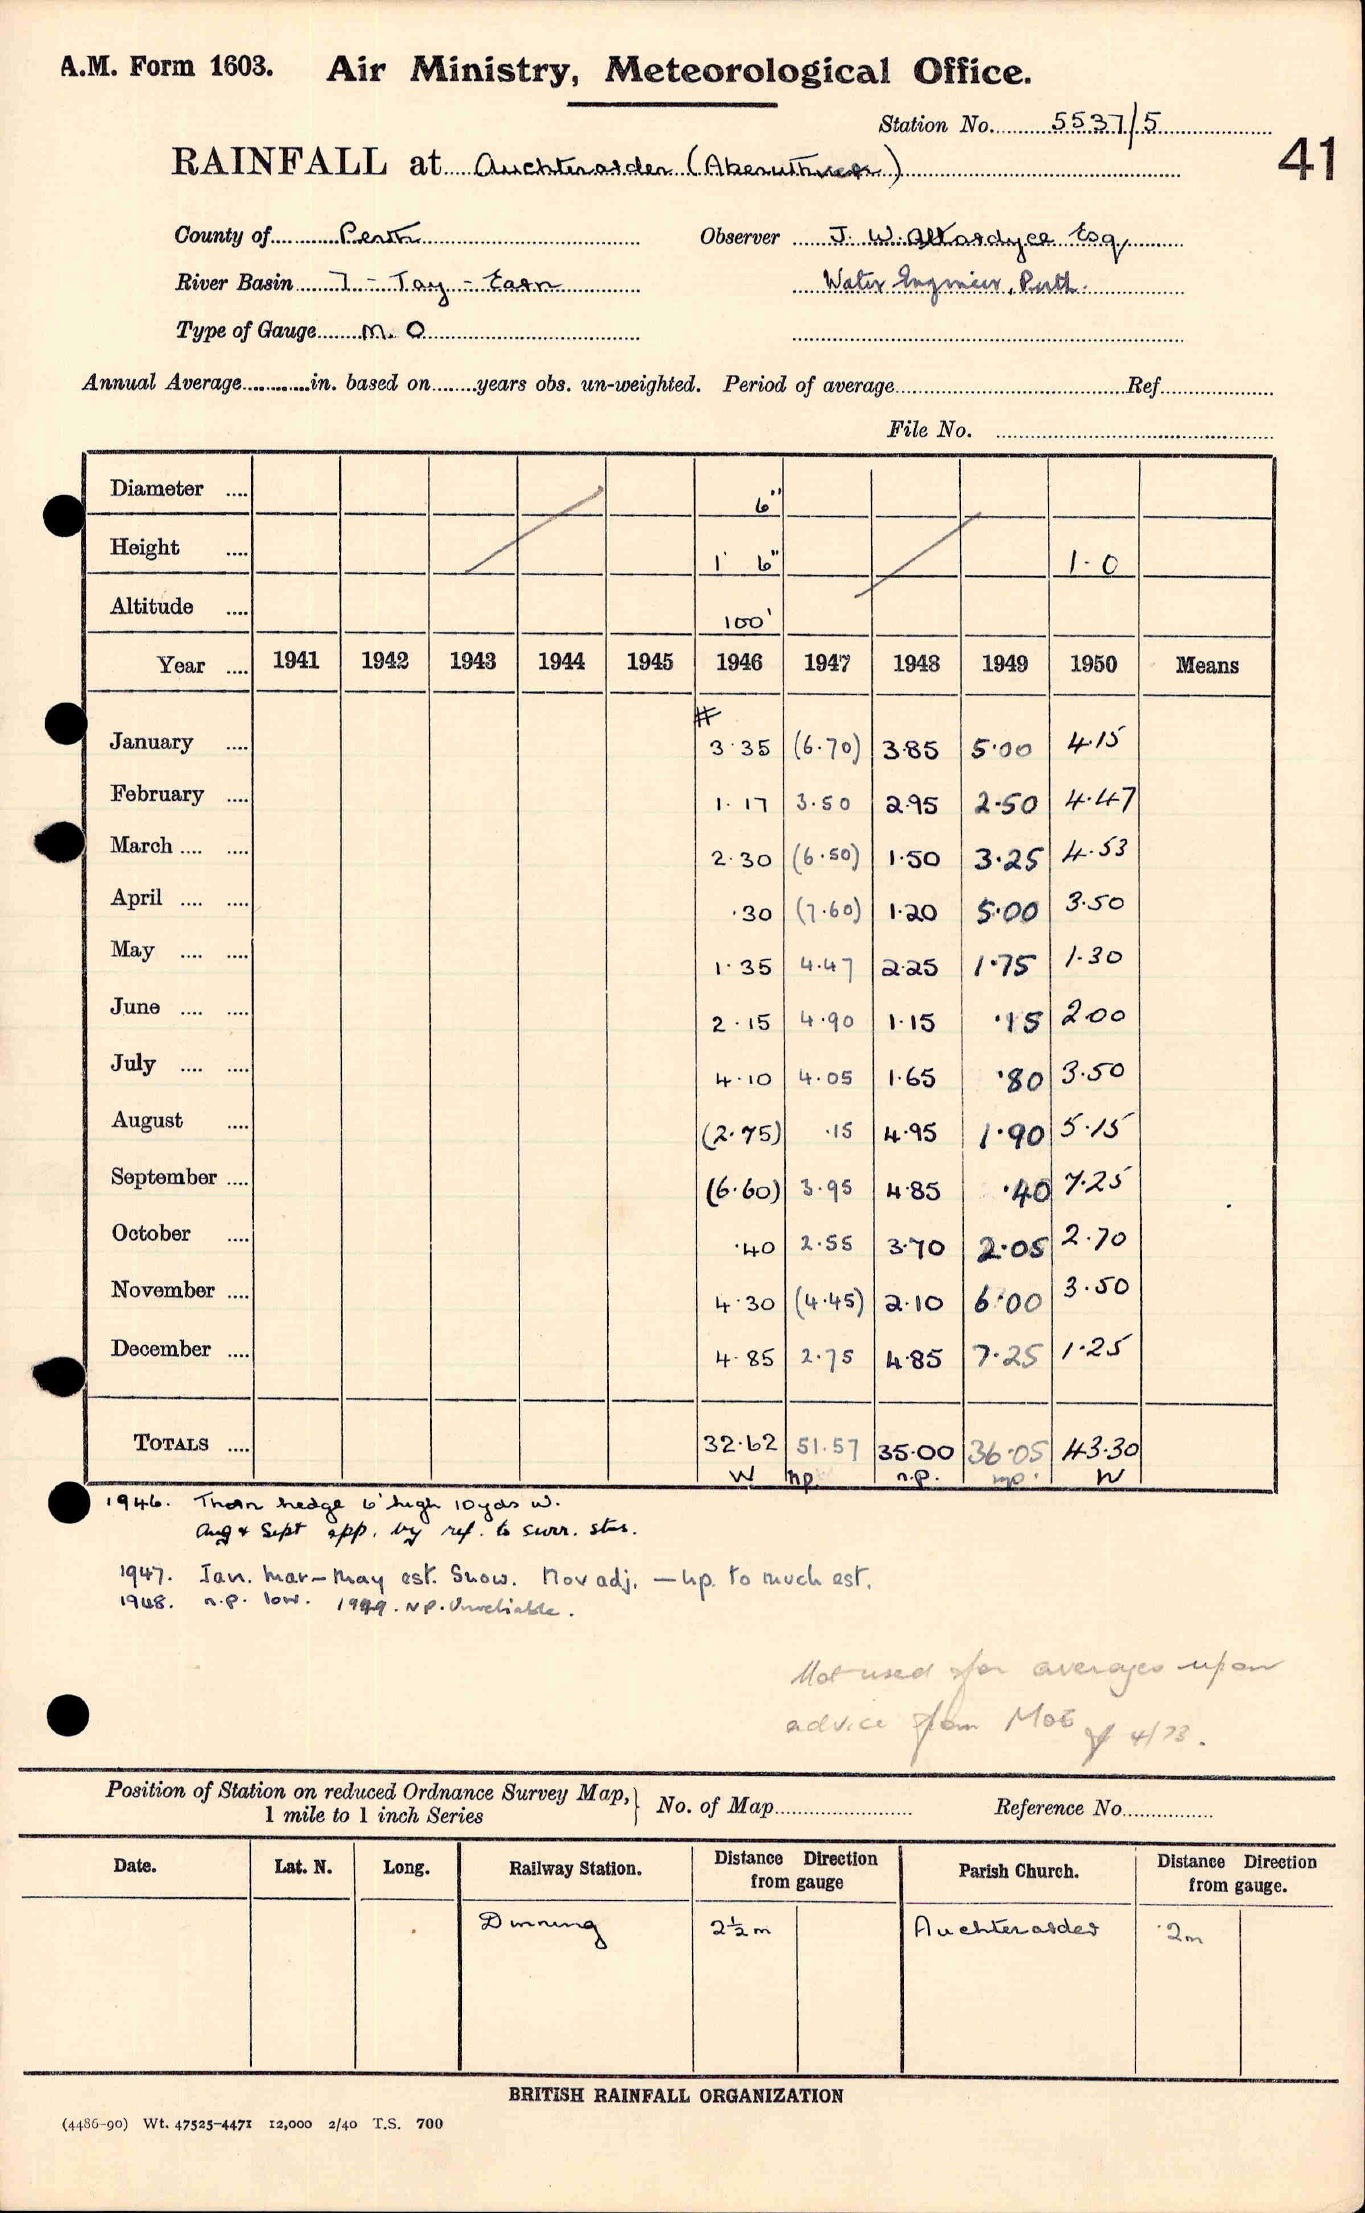 A.M. Form 1603. Air Ministry, Meteorological Office.
Station No. 5537/5
41
RAINFALL at Auchterarder (Aberuthven)
County of Perth Observer J. W. Allardyce Esq
River Basin 7 - Tay - Earn Water Engineer, Perth.
Type of Gauge M.O
Annual Average in. based on years obs. un-weighted. Period of average Ref
File No.
Diameter 6"
Height 1' 6" 1-0
Altitude 100'
Year 1941 1942 1943 1944 1945 1946 1947 1948 1949 1950 Means
#
January 3.35 (6.70) 3.85 5.00 4.15
February 1.17 3.50 2.95 2.50 4.47
March 2.30 (6.50) 1.50 3.25 4.53
April .30 (7.60) 1.20 5.00 3.50
May 1.35 4.47 2.25 1.75 1.30
June 2.15 4.90 1.15 .15 2.00
July 4.10 4.05 1.65 .80 3.50
August (2.75) .15 4.95 1.90 5.15
September (6.60) 3.95 4.85 .40 7.25
October .40 2.55 3.70 2.05 2.70
November 4.30 (4.45) 2.10 6.00 3.50
December 4.85 2.75 4.85 7.25 1.25
TOTALS 32.62 51.57 35.00 36.05 43.30
W n.p. n.p. n.p. W
1946. Thorn hedge 6' high 10yds W.
Aug & Sept app. by ref. to surr. stns.
1947. Jan. Mar-May est. Snow. Nov adj. - n.p. to much est.
1948. n.p. low. 1949. N.P. Unreliable.
Not used for averages upon
advice from MO 4/73.
Position of Station on reduced Ordnance Survey Map,} No. of Map Reference No.
1 mile to 1 inch Series
Date. Lat. N. Long. Railway Station. Distance Direction from gauge Parish Church. Distance Direction from gauge.
Dunning 2½m Auchterarder 2m
BRITISH RAINFALL ORGANIZATION
(4486-90) Wt. 47525-4471 12,000 2/40 T.S. 700